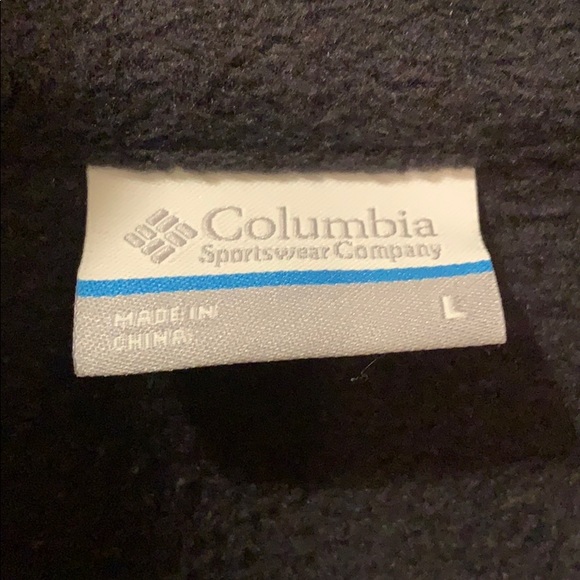 Columbia
Sportswear Company
MADE IN
CHINA
L